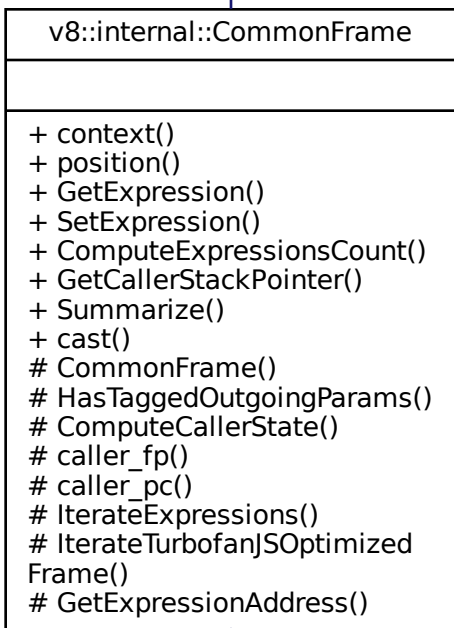 v8::internal::CommonFrame
+ context()
+ position()
+ GetExpression()
+ SetExpression()
+ ComputeExpressionsCount()
+ GetCallerStackPointer()
+ Summarize()
+ cast()
# CommonFrame()
# HasTaggedOutgoingParams()
# ComputeCallerState()
# caller_fp()
# caller_pc()
# IterateExpressions()
# IterateTurbofanJSOptimized
Frame()
# GetExpressionAddress()